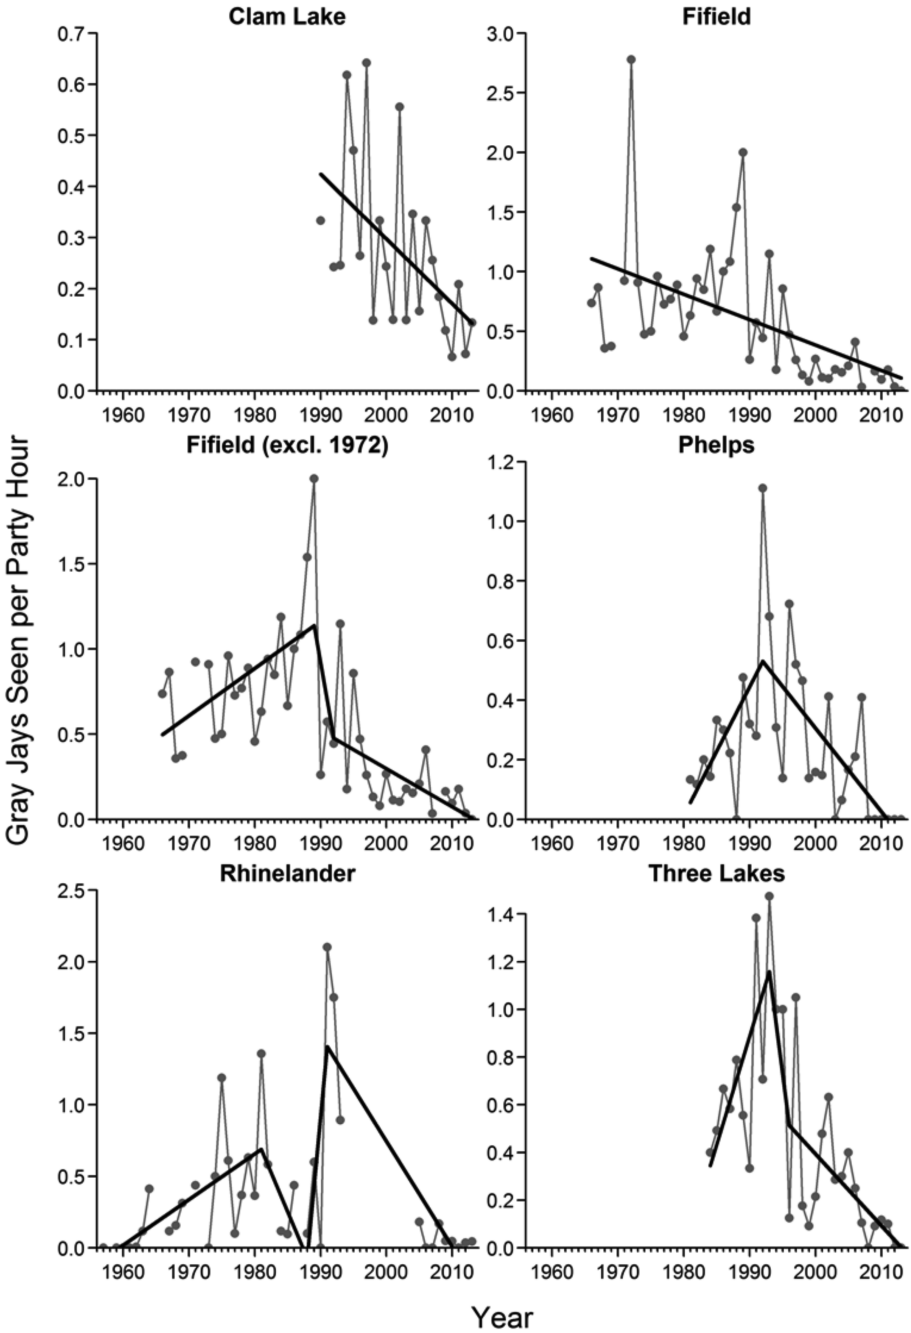 Clam Lake
0.7
0.6
0.5
0.4
0.3
0.2
0.1
0.0
1960 1970 1980 1990 2000 2010
Fifield
3.0
2.5
2.0
1.5
1.0
0.5
0.0
1960 1970 1980 1990 2000 2010
Gray Jays Seen per Party Hour
Fifield (excl. 1972)
2.0
1.5
1.0
0.5
0.0
1960 1970 1980 1990 2000 2010
Phelps
1.2
1.0
0.8
0.6
0.4
0.2
0.0
1960 1970 1980 1990 2000 2010
Rhinelander
2.5
2.0
1.5
1.0
0.5
0.0
1960 1970 1980 1990 2000 2010
Three Lakes
1.4
1.2
1.0
0.8
0.6
0.4
0.2
0.0
1960 1970 1980 1990 2000 2010
Year